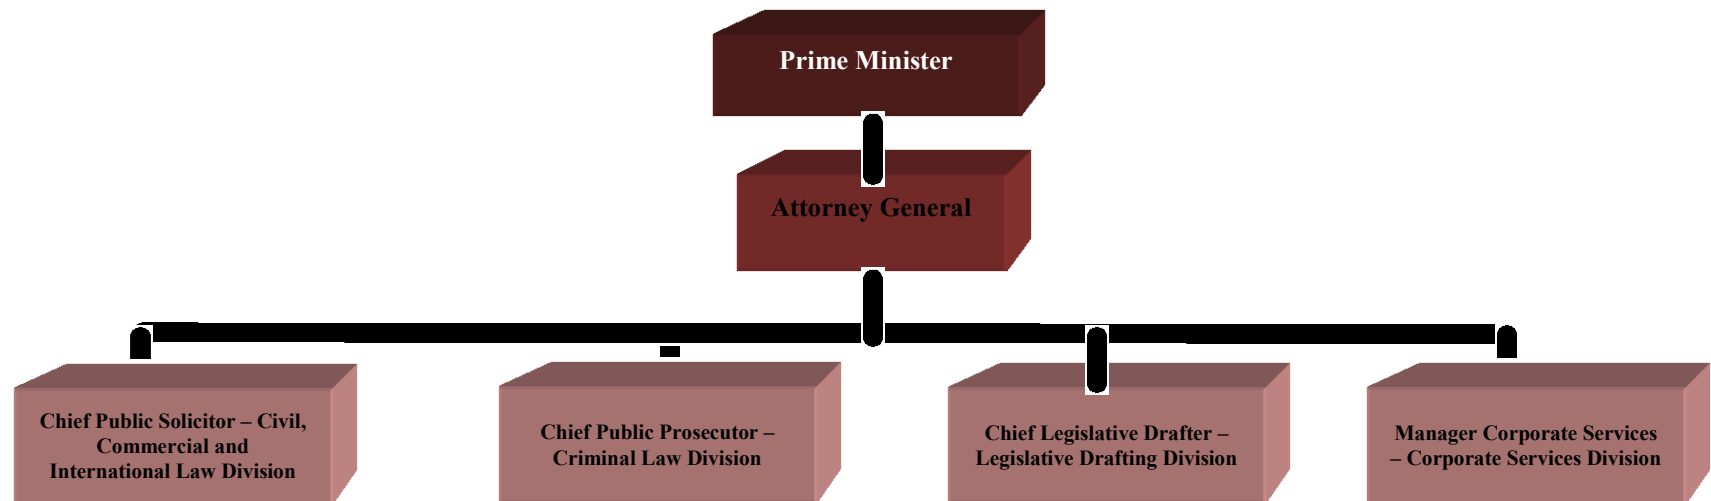 Prime Minister
Attorney General
Chief Public Solicitor – Civil,
Commercial and
International Law Division
Chief Public Prosecutor –
Criminal Law Division
Chief Legislative Drafter –
Legislative Drafting Division
Manager Corporate Services
– Corporate Services Division